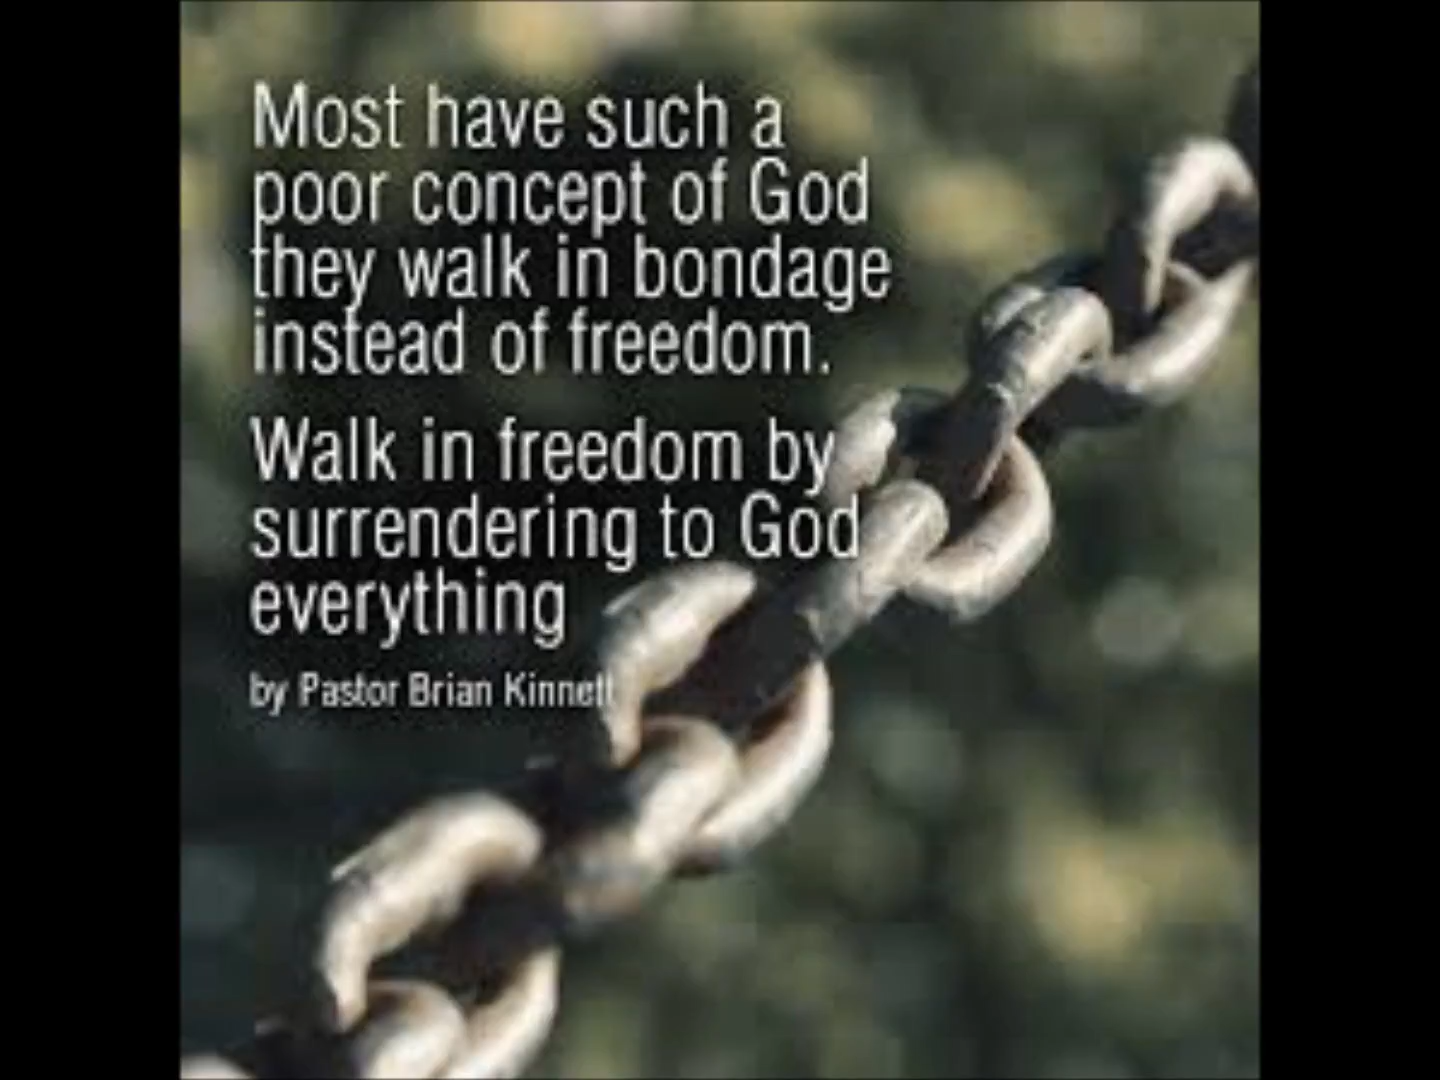 Most have such a
poor concept of God
they walk in bondage
instead of freedom.
Walk in freedom by
surrendering to God
everything
by Pastor Brian Kinnett